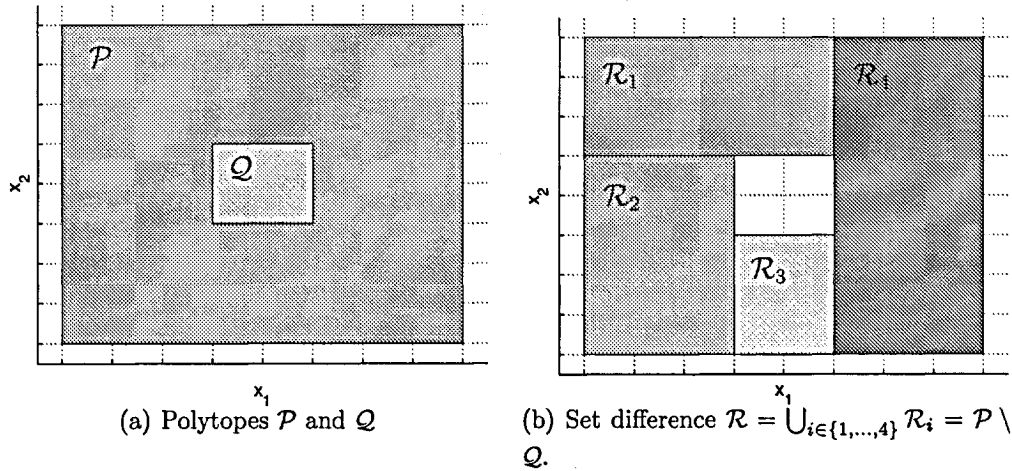 𝒫
𝒬
x₂
x₁
(a) Polytopes 𝒫 and 𝒬
ℛ₁
ℛ₄
ℛ₂
ℛ₃
x₂
x₁
(b) Set difference ℛ = ⋃_{i∈{1,...,4}} ℛᵢ = 𝒫 \
𝒬.